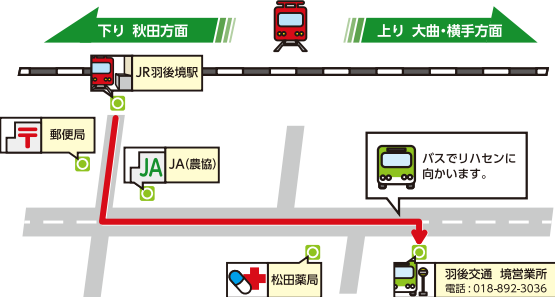 下り 秋田方面
上り 大曲・横手方面
JR羽後境駅
郵便局
JA
JA(農協)
バスでリハセンに
向かいます。
松田薬局
羽後交通 境営業所
電話:018-892-3036